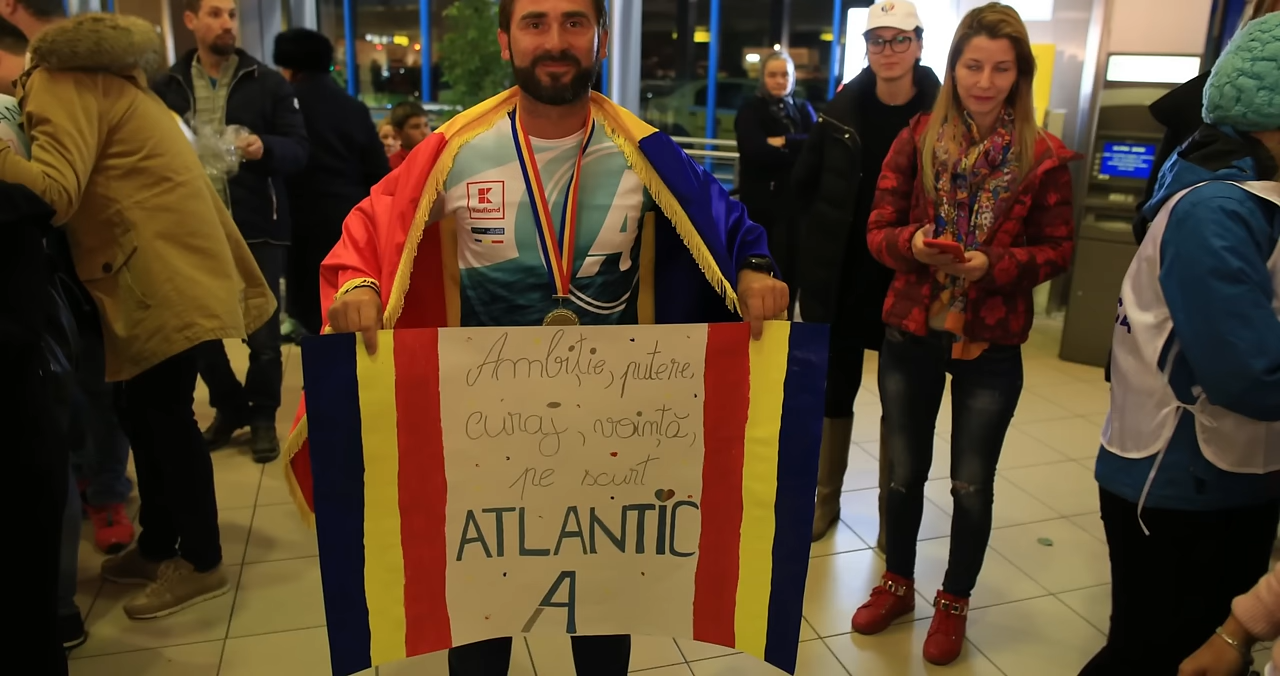 K
Kaufland
A
Ambiție, putere,
curaj, voință,
pe scurt
ATLANTIC
A